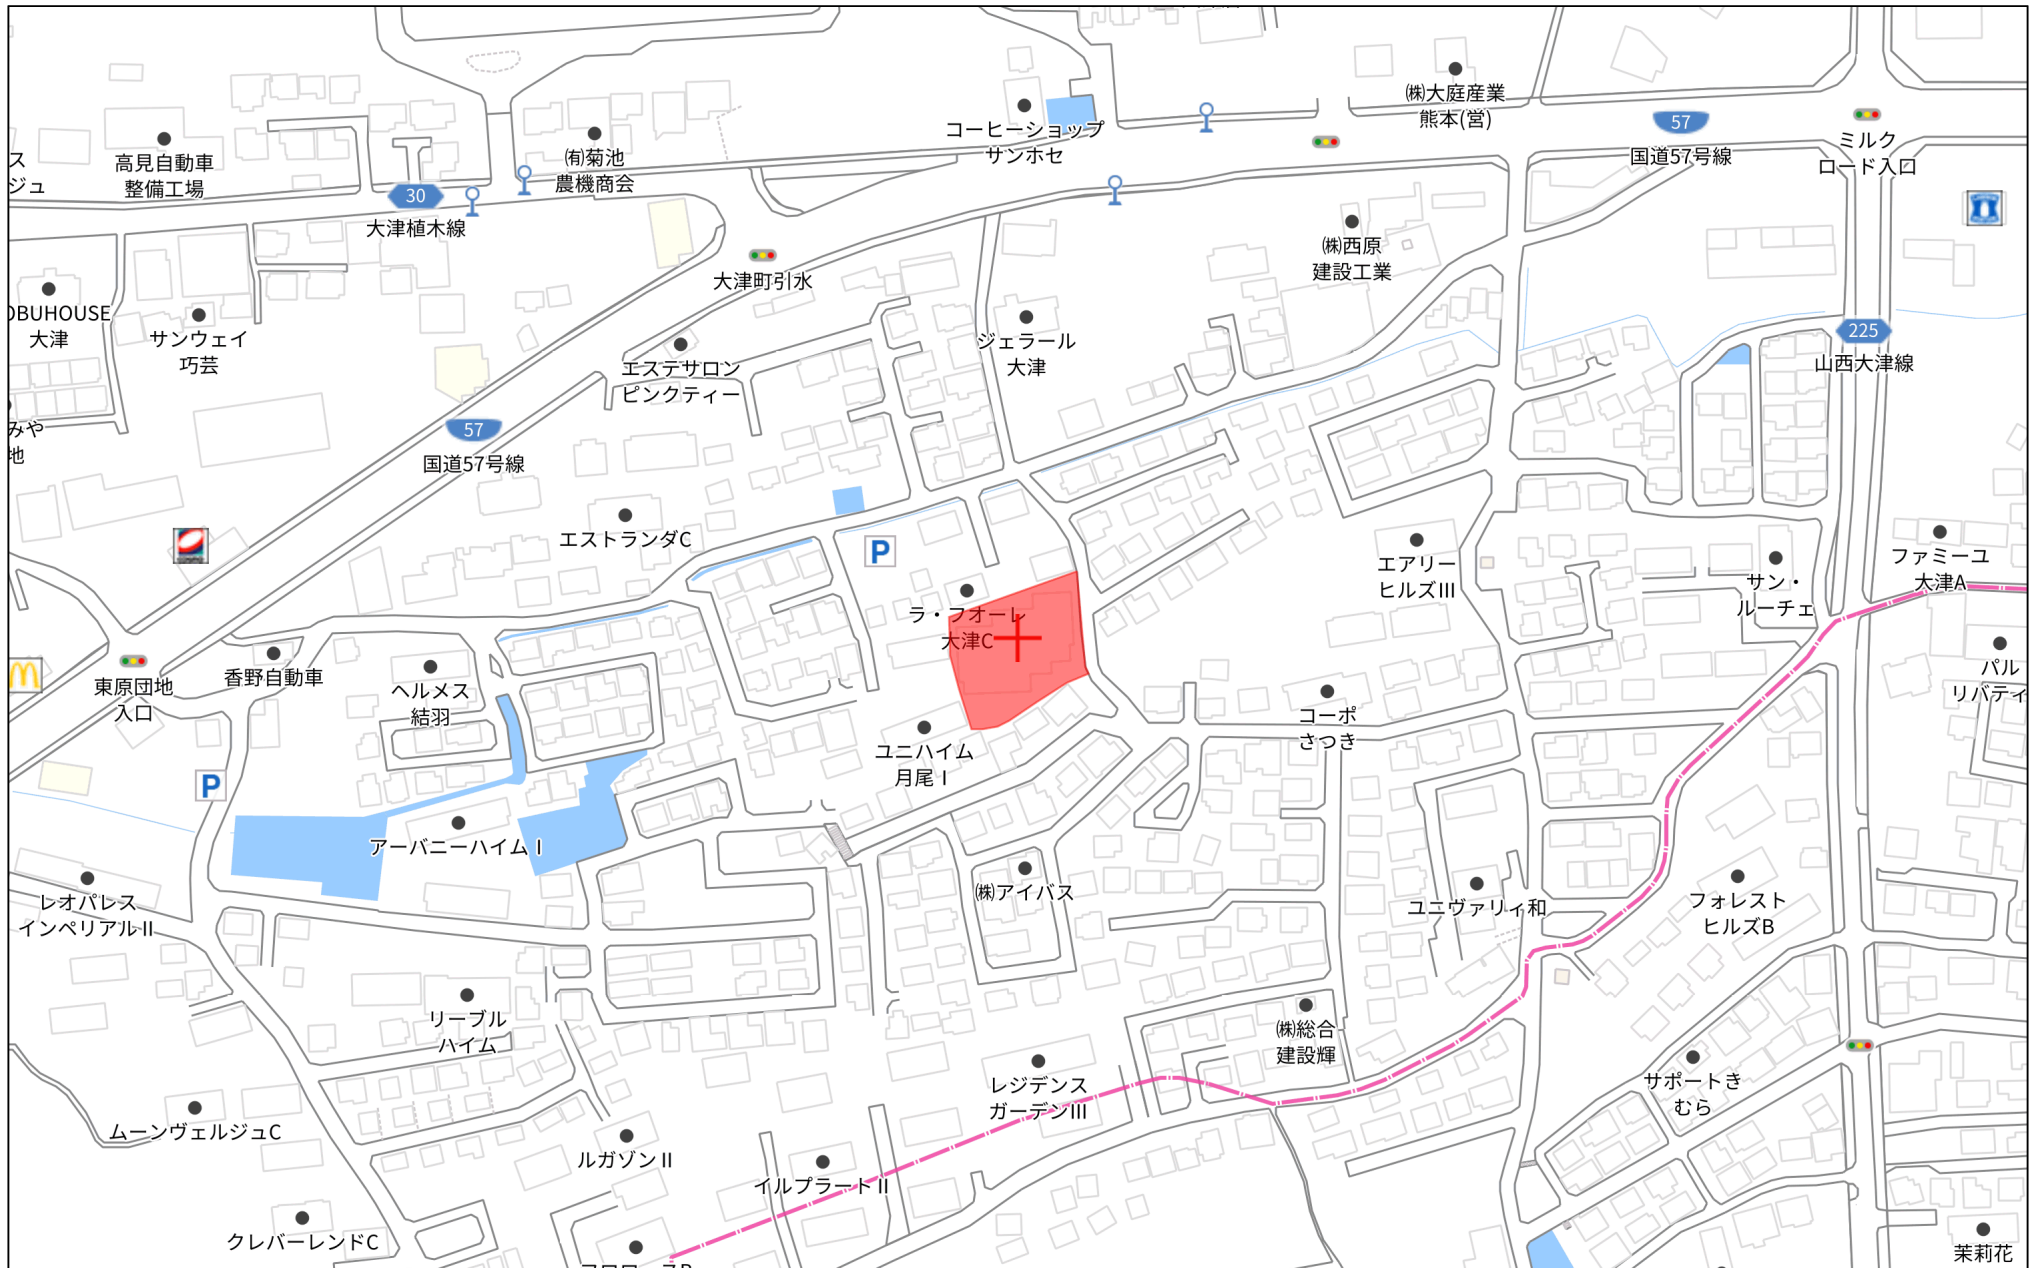 ㈱大庭産業
熊本(営)
57
国道57号線
ミルク
ロード入口
コーヒーショップ
サンホセ
高見自動車
整備工場
㈲菊池
農機商会
ス
ジュ
30
大津植木線
大津町引水
㈱西原
建設工業
OBUHOUSE
大津
サンウェイ
巧芸
ジェラール
大津
225
山西大津線
エステサロン
ピンクティー
みや
地
57
国道57号線
エストランダC
P
エアリー
ヒルズⅢ
サン・
ルーチェ
ファミーユ
大津A
ラ・フオーレ
大津C
東原団地
入口
香野自動車
ヘルメス
結羽
パル
リバティ
コーポ
さつき
ユニハイム
月尾Ⅰ
P
アーバニーハイムⅠ
レオパレス
インペリアルⅡ
㈱アイバス
ユニヴァリィ和
フォレスト
ヒルズB
リーブル
ハイム
㈱総合
建設輝
レジデンス
ガーデンⅢ
サポートき
むら
ムーンヴェルジュC
ルガゾンⅡ
イルプラートⅡ
クレバーレンドC
茉莉花